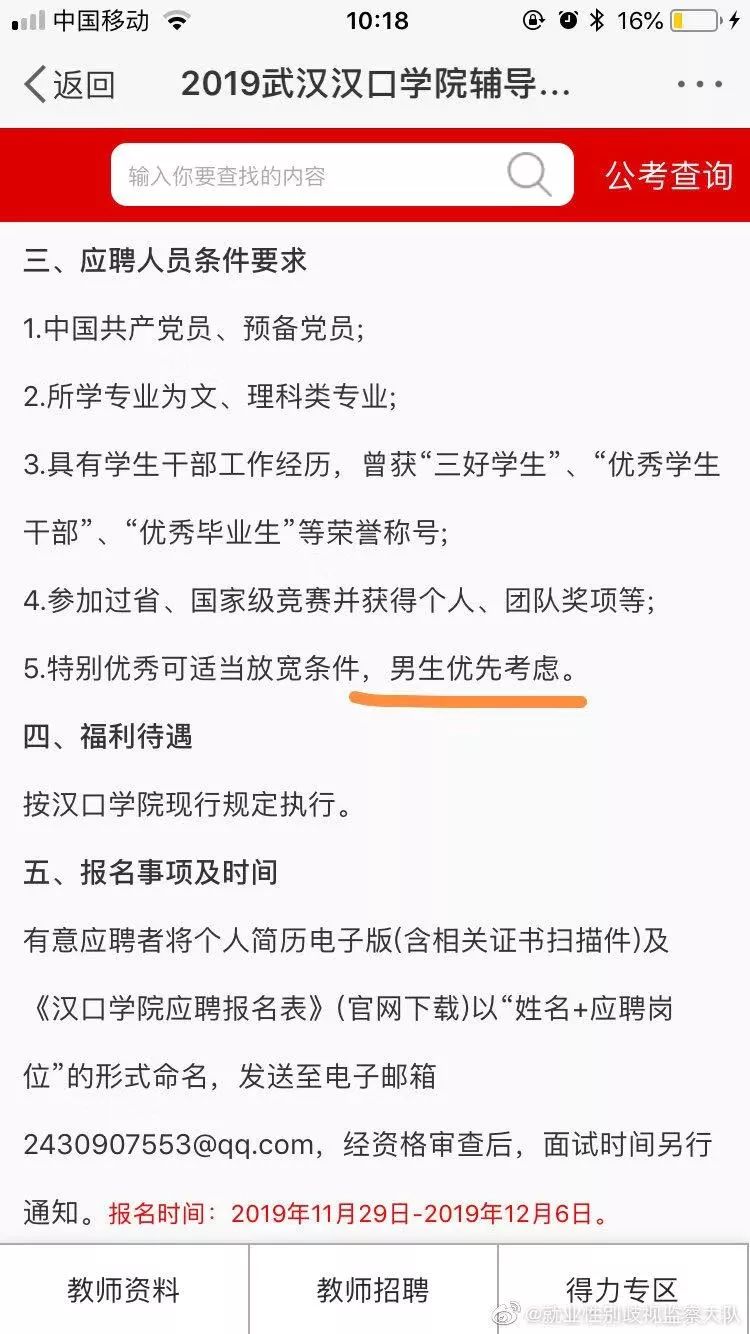 中国移动 10:18 16%
返回 2019武汉汉口学院辅导...
输入你要查找的内容 公考查询
三、应聘人员条件要求
1.中国共产党员、预备党员;
2.所学专业为文、理科类专业;
3.具有学生干部工作经历，曾获“三好学生”、“优秀学生
干部”、“优秀毕业生”等荣誉称号;
4.参加过省、国家级竞赛并获得个人、团队奖项等;
5.特别优秀可适当放宽条件，男生优先考虑。
四、福利待遇
按汉口学院现行规定执行。
五、报名事项及时间
有意应聘者将个人简历电子版(含相关证书扫描件)及
《汉口学院应聘报名表》(官网下载)以“姓名+应聘岗
位”的形式命名，发送至电子邮箱
2430907553@qq.com，经资格审查后，面试时间另行
通知。报名时间：2019年11月29日-2019年12月6日。
教师资料 教师招聘 得力专区
@就业性别歧视监察大队